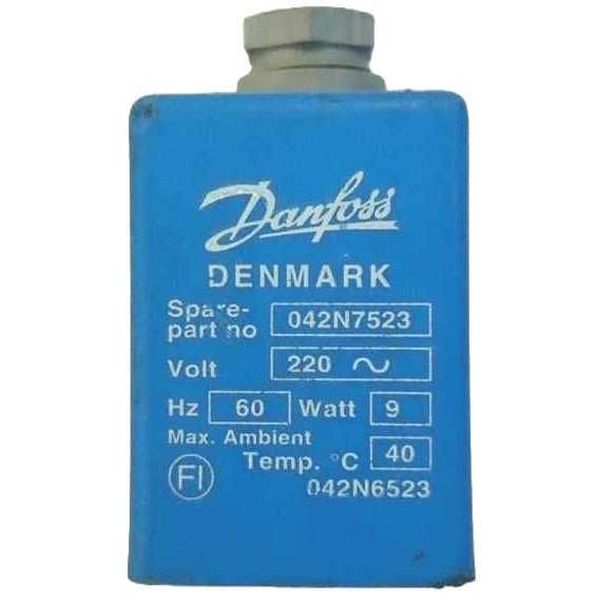 Danfoss
DENMARK
Spare-
part no 042N7523
Volt 220 ~
Hz 60 Watt 9
Max. Ambient
Temp. °C 40
FI
042N6523